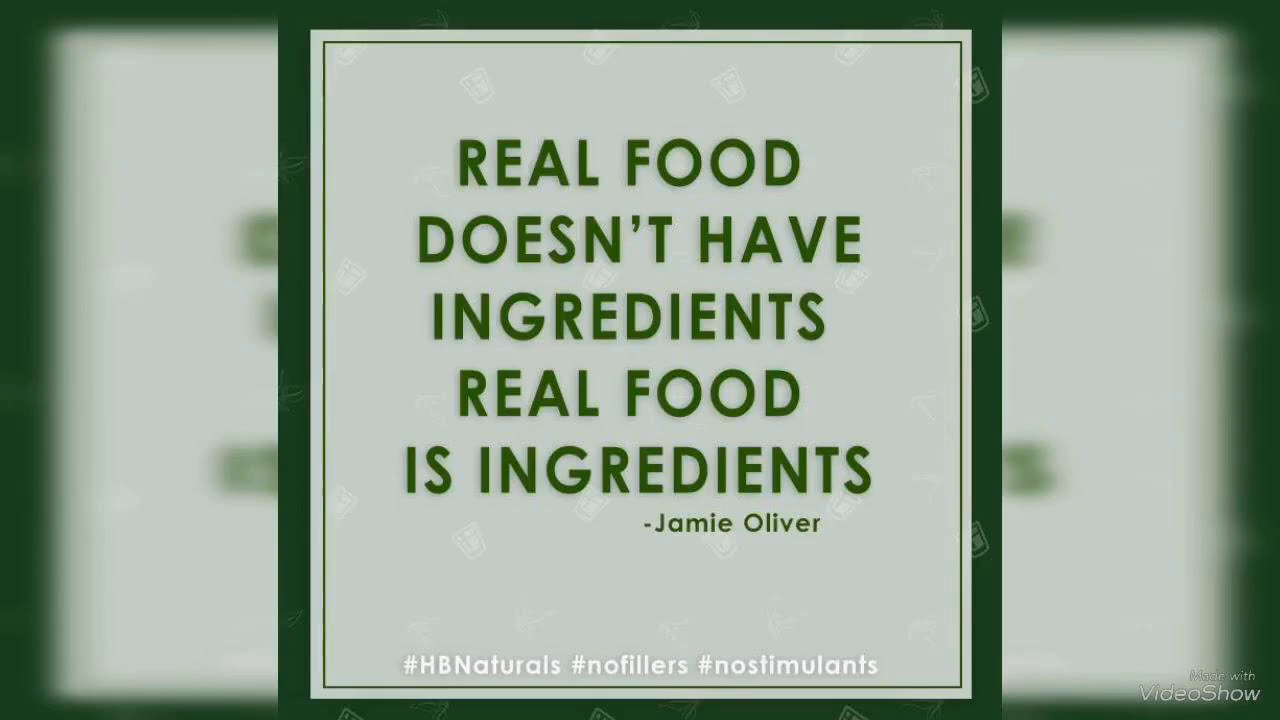 REAL FOOD
DOESN’T HAVE
INGREDIENTS
REAL FOOD
IS INGREDIENTS
-Jamie Oliver
#HBNaturals #nofillers #nostimulants
Made with
VideoShow